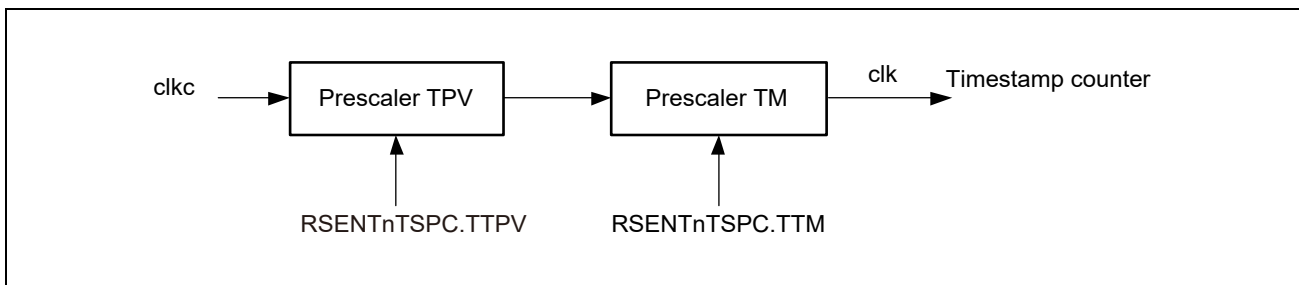 clkc
Prescaler TPV
Prescaler TM
clk
Timestamp counter
RSENTnTSPC.TTPV
RSENTnTSPC.TTM